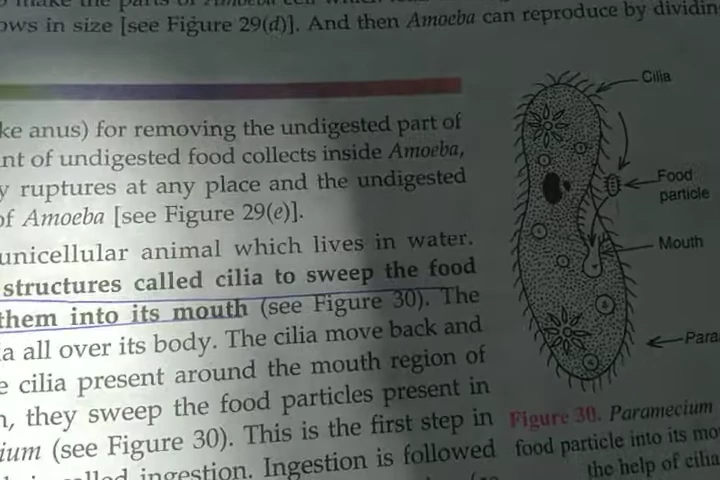 make the parts of Amoeba cell which
ows in size [see Figure 29(d)]. And then Amoeba can reproduce by dividin
ke anus) for removing the undigested part of
nt of undigested food collects inside Amoeba,
y ruptures at any place and the undigested
of Amoeba [see Figure 29(e)].
unicellular animal which lives in water.
structures called cilia to sweep the food
them into its mouth (see Figure 30). The
ia all over its body. The cilia move back and
e cilia present around the mouth region of
n, they sweep the food particles present in
ium (see Figure 30). This is the first step in
called ingestion. Ingestion is followed
Cilia
Food
particle
Mouth
Para
Figure 30. Paramecium
food particle into its mo
the help of cilia